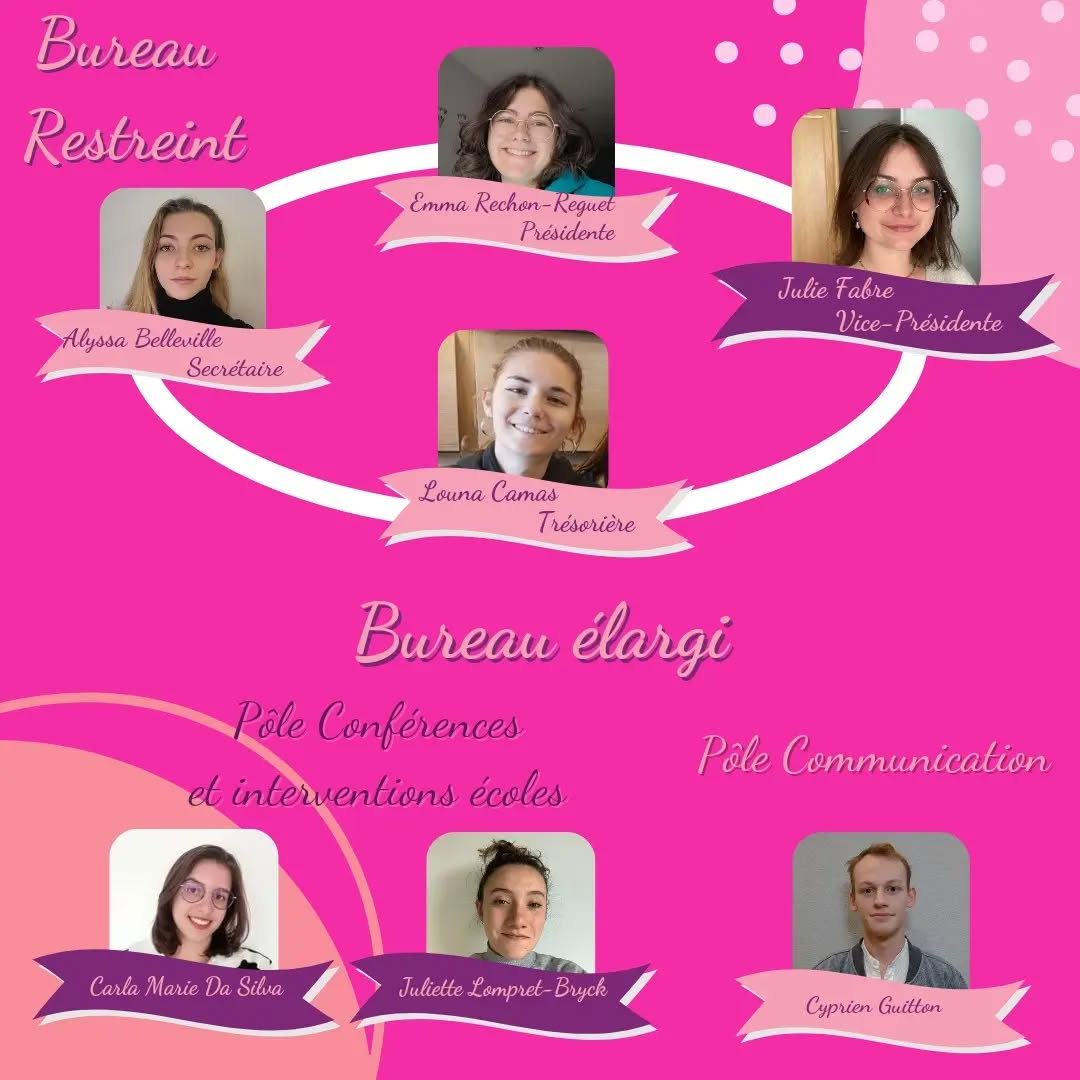 Bureau
Restreint
Emma Rechon-Reguet
Présidente
Julie Fabre
Vice-Présidente
Alyssa Belleville
Secrétaire
Louna Camas
Trésorière
Bureau élargi
Pôle Conférences
et interventions écoles
Pôle Communication
Carla Marie Da Silva
Juliette Lompret-Bryck
Cyprien Guitton